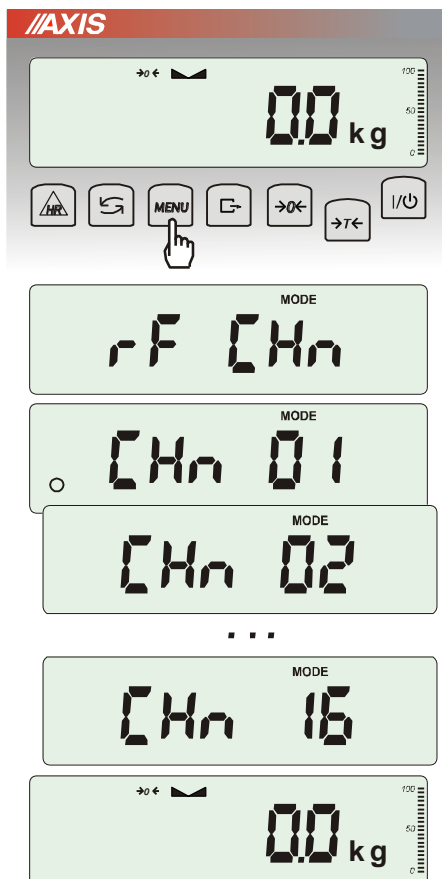 //AXIS
→0← 100
50
0.0 kg
0
HR MENU →0← →T← I/⏻
MODE
rF CHn
MODE
CHn 01
MODE
CHn 02
...
MODE
CHn 16
→0← 100
50
0.0 kg
0